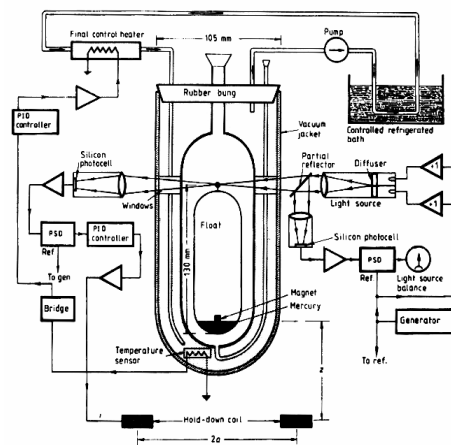 Final control heater
105 mm
Pump
Rubber bung
PID
controller
Vacuum
jacket
Controlled refrigerated
bath
Silicon photocell
Partial
reflector
Diffuser
+1
Windows
Light source
+1
Float
PSD
PID
controller
Silicon photocell
Ref
To gen
130 mm
PSD
Ref.
Light source
balance
Bridge
Magnet
Mercury
Generator
Temperature
sensor
z
To ref.
Hold-down coil
2a